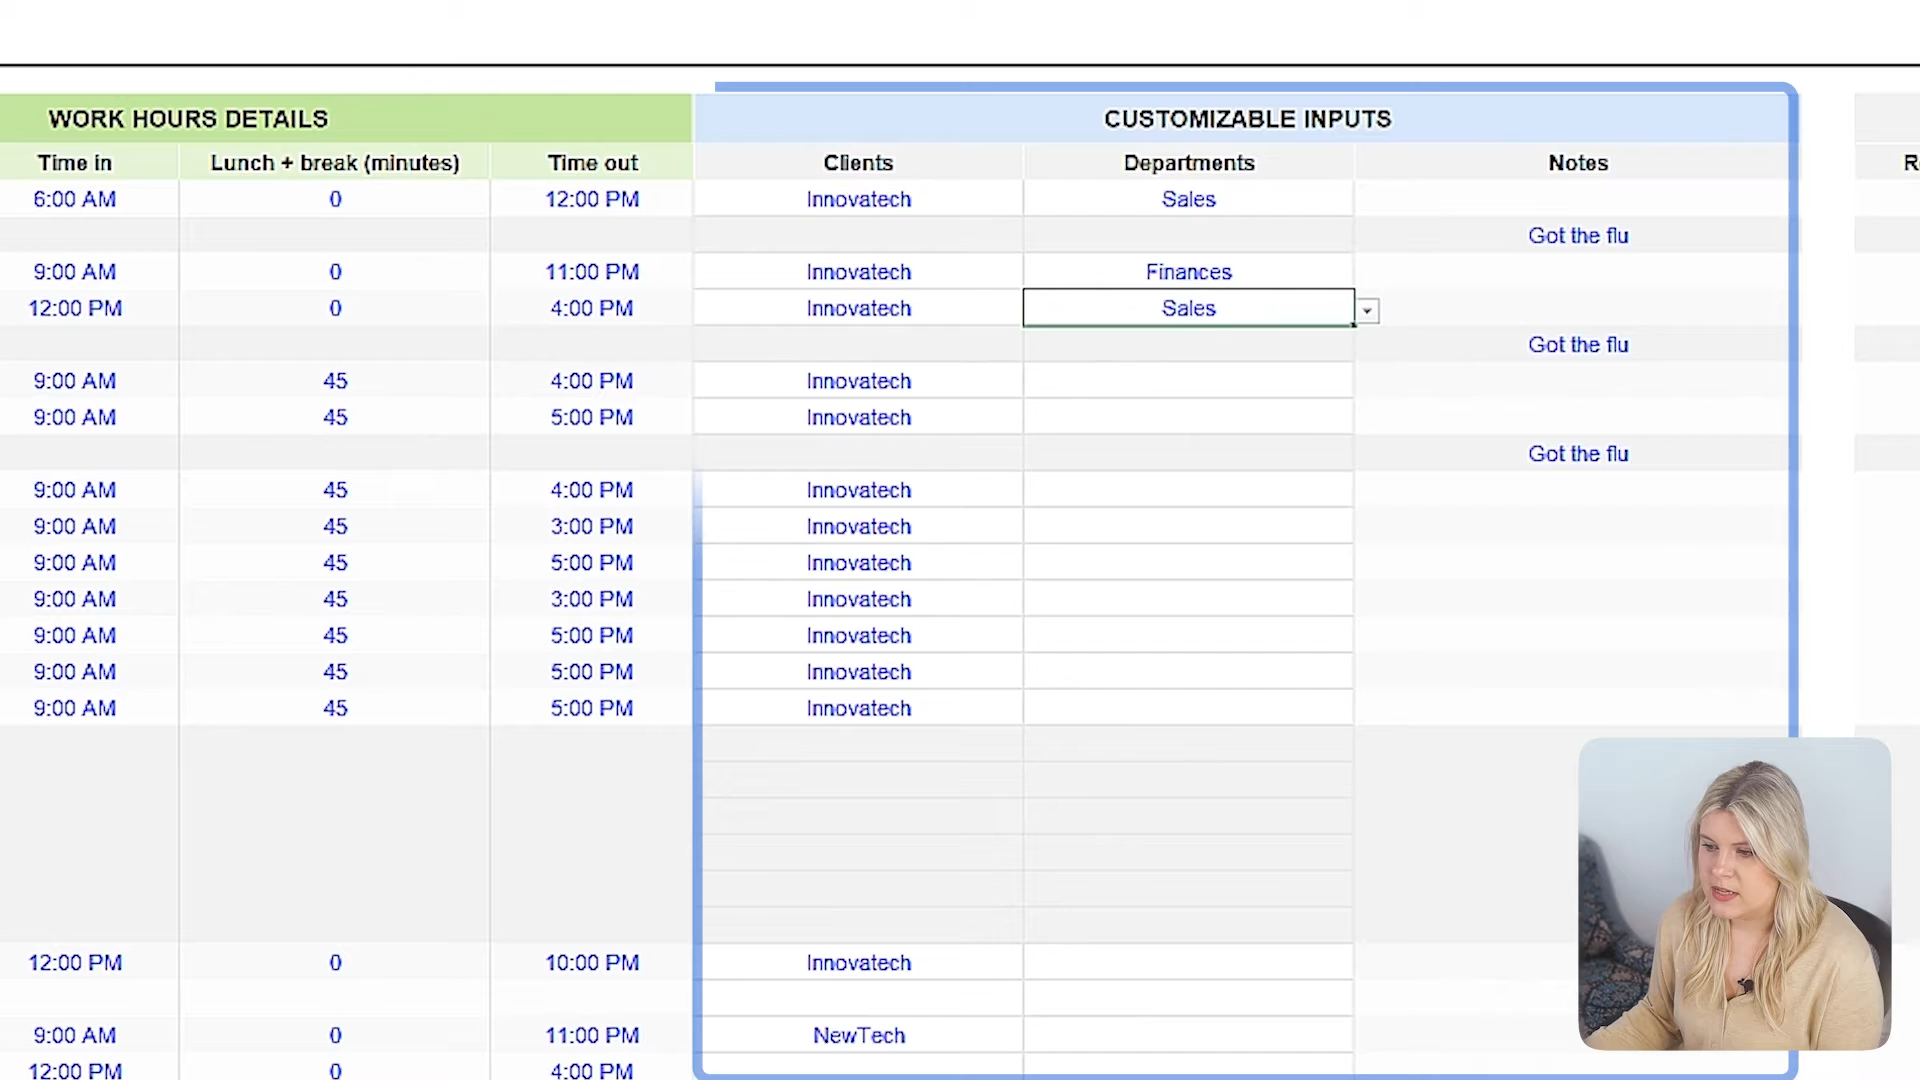 WORK HOURS DETAILS CUSTOMIZABLE INPUTS
Time in Lunch + break (minutes) Time out Clients Departments Notes
6:00 AM 0 12:00 PM Innovatech Sales
Got the flu
9:00 AM 0 11:00 PM Innovatech Finances
12:00 PM 0 4:00 PM Innovatech Sales
Got the flu
9:00 AM 45 4:00 PM Innovatech
9:00 AM 45 5:00 PM Innovatech
Got the flu
9:00 AM 45 4:00 PM Innovatech
9:00 AM 45 3:00 PM Innovatech
9:00 AM 45 5:00 PM Innovatech
9:00 AM 45 3:00 PM Innovatech
9:00 AM 45 5:00 PM Innovatech
9:00 AM 45 5:00 PM Innovatech
9:00 AM 45 5:00 PM Innovatech
12:00 PM 0 10:00 PM Innovatech
9:00 AM 0 11:00 PM NewTech
12:00 PM 0 4:00 PM